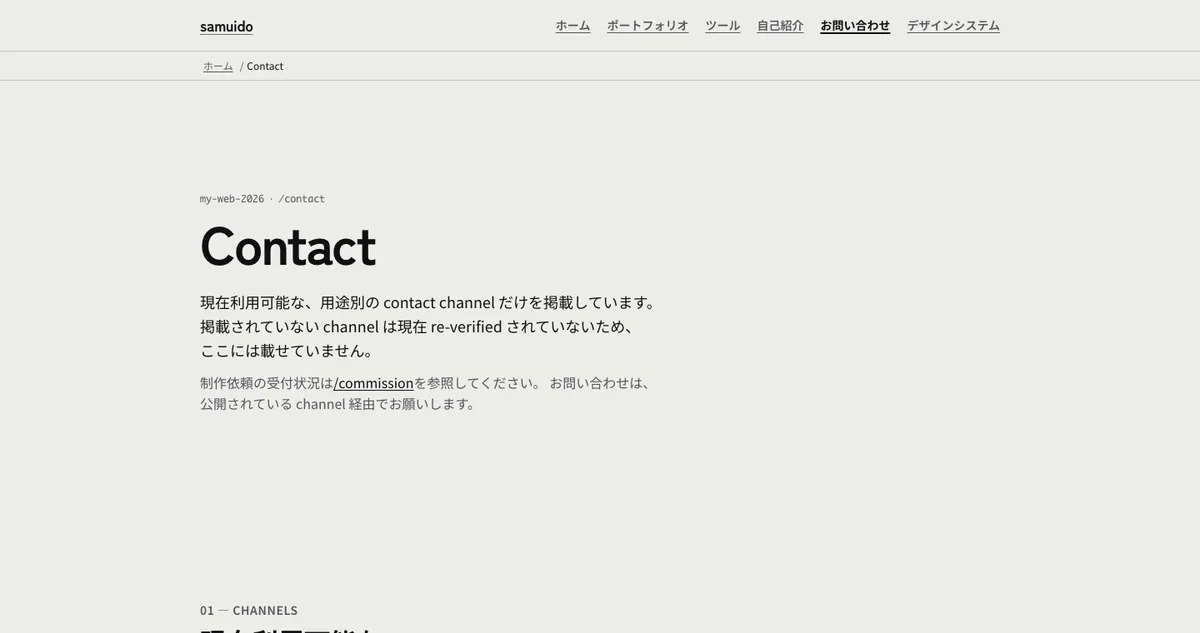 samuido
ホーム ポートフォリオ ツール 自己紹介 お問い合わせ デザインシステム
ホーム / Contact
my-web-2026 · /contact
Contact
現在利用可能な、用途別の contact channel だけを掲載しています。
掲載されていない channel は現在 re-verified されていないため、
ここには載せていません。
制作依頼の受付状況は/commissionを参照してください。 お問い合わせは、
公開されている channel 経由でお願いします。
01 — CHANNELS
現在利用可能な